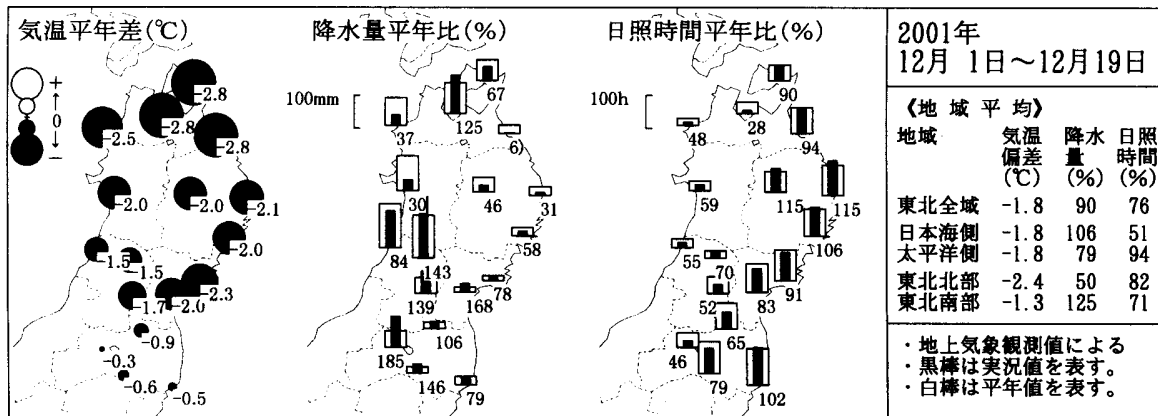 気温平年差(℃)
+
0
−
-2.8
-2.8
-2.5
-2.8
-2.0
-2.0
-2.1
-2.0
-1.5
-1.5
-2.3
-1.7
-2.0
-0.9
-0.3
-0.6
-0.5
降水量平年比(%)
100mm
67
125
37
6
30
46
31
58
84
143
78
139
168
106
185
146
79
日照時間平年比(%)
100h
90
28
48
94
59
115
115
106
55
70
91
52
83
65
46
79
102
2001年
12月 1日～12月19日
《地 域 平 均》
地域 気温 降水 日照
偏差 量 時間
(℃) (%) (%)
東北全域 -1.8 90 76
日本海側 -1.8 106 51
太平洋側 -1.8 79 94
東北北部 -2.4 50 82
東北南部 -1.3 125 71
・地上気象観測値による
・黒棒は実況値を表す。
・白棒は平年値を表す。